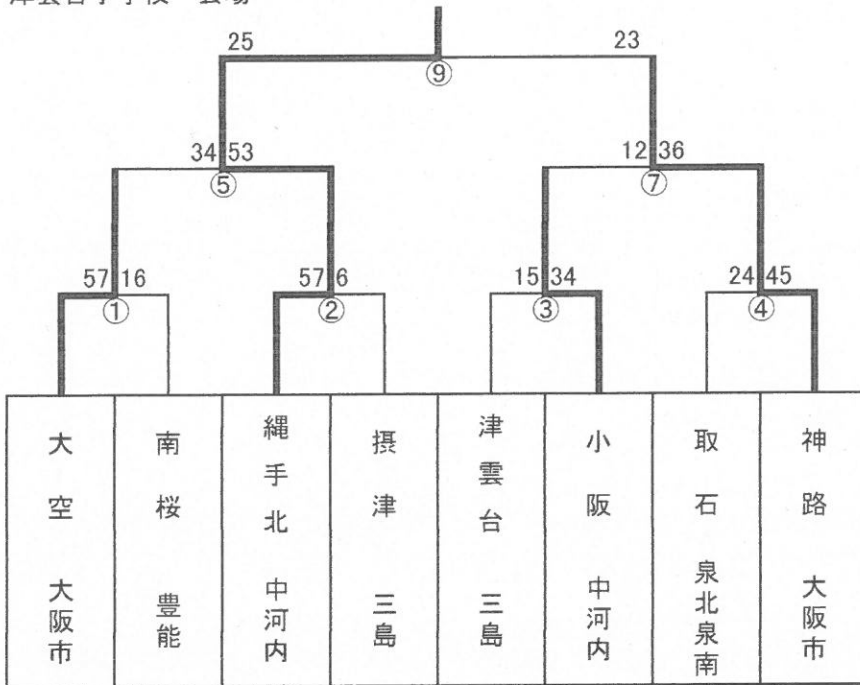 25
23
⑨
34 53
12 36
⑤
⑦
57 16
57 6
15 34
24 45
①
②
③
④
大空 大阪市
南桜 豊能
縄手北 中河内
摂津 三島
津雲台 三島
小阪 中河内
取石 泉北泉南
神路 大阪市